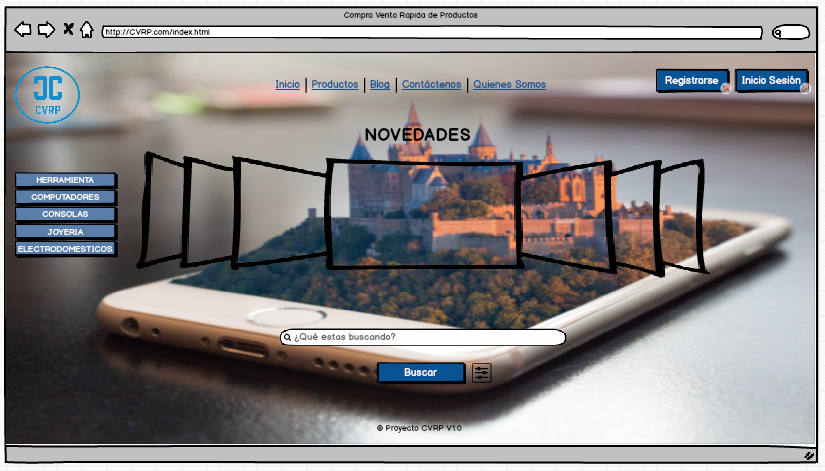 Compra Venta Rapida de Productos
http://CVRP.com/index.html
CVRP
Inicio | Productos | Blog | Contáctenos | Quienes Somos
Registrarse
Inicio Sesión
NOVEDADES
HERRAMIENTA
COMPUTADORES
CONSOLAS
JOYERIA
ELECTRODOMESTICOS
¿Qué estas buscando?
Buscar
© Proyecto CVRP V1.0